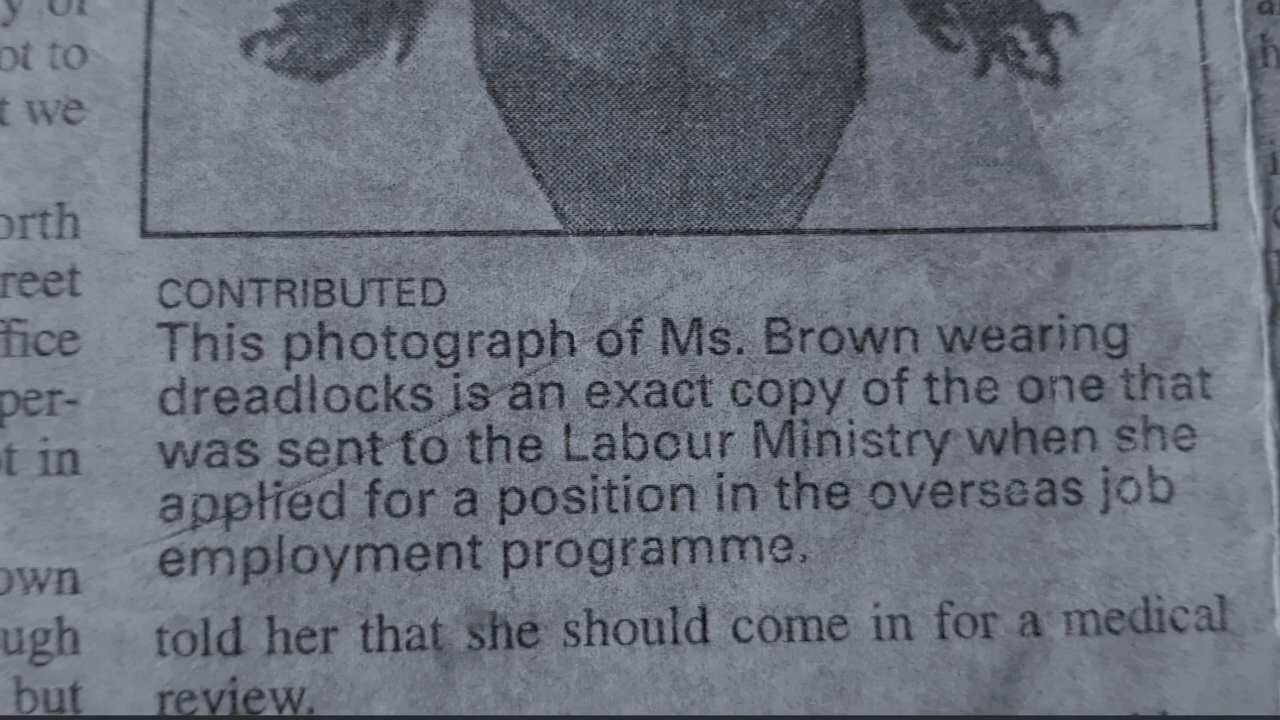 ot to
t we
orth
reet
ffice
per-
t in
own
ugh
but
CONTRIBUTED
This photograph of Ms. Brown wearing
dreadlocks is an exact copy of the one that
was sent to the Labour Ministry when she
applied for a position in the overseas job
employment programme.
told her that she should come in for a medical
review.